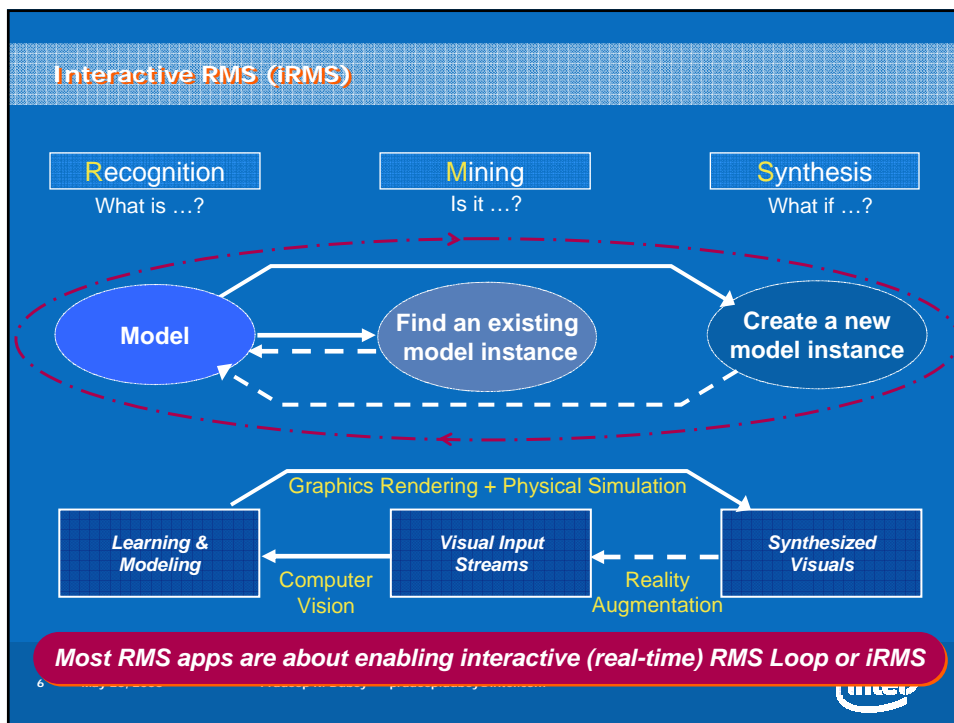 Interactive RMS (iRMS)
Recognition
Mining
Synthesis
What is …?
Is it …?
What if …?
Model
Find an existing
model instance
Create a new
model instance
Graphics Rendering + Physical Simulation
Learning &
Modeling
Visual Input
Streams
Synthesized
Visuals
Computer
Vision
Reality
Augmentation
Most RMS apps are about enabling interactive (real-time) RMS Loop or iRMS
6
intel